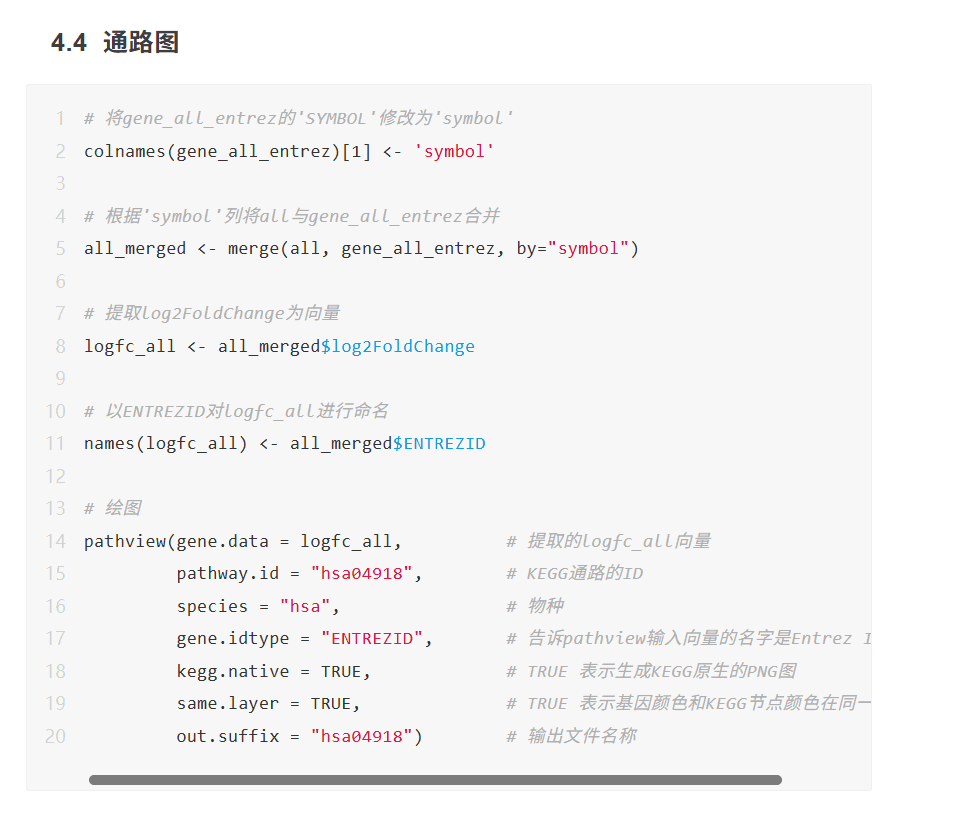 4.4 通路图
1 # 将gene_all_entrez的'SYMBOL'修改为'symbol'
2 colnames(gene_all_entrez)[1] <- 'symbol'
3
4 # 根据'symbol'列将all与gene_all_entrez合并
5 all_merged <- merge(all, gene_all_entrez, by="symbol")
6
7 # 提取log2FoldChange为向量
8 logfc_all <- all_merged$log2FoldChange
9
10 # 以ENTREZID对logfc_all进行命名
11 names(logfc_all) <- all_merged$ENTREZID
12
13 # 绘图
14 pathview(gene.data = logfc_all, # 提取的logfc_all向量
15 pathway.id = "hsa04918", # KEGG通路的ID
16 species = "hsa", # 物种
17 gene.idtype = "ENTREZID", # 告诉pathview输入向量的名字是Entrez
18 kegg.native = TRUE, # TRUE 表示生成KEGG原生的PNG图
19 same.layer = TRUE, # TRUE 表示基因颜色和KEGG节点颜色在同一
20 out.suffix = "hsa04918") # 输出文件名称